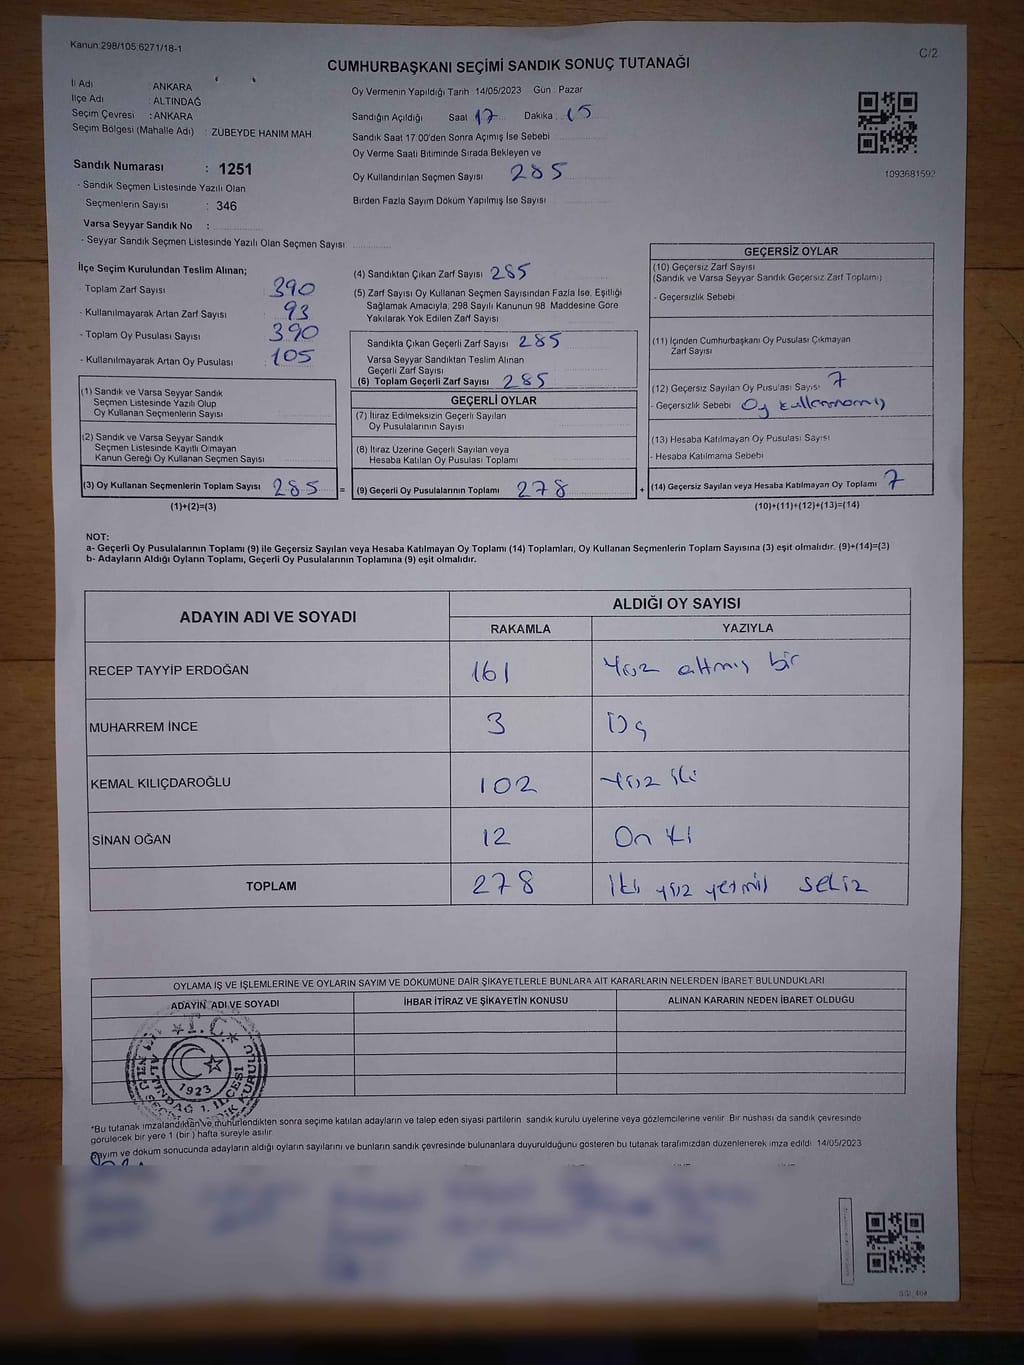 Kanun:298/105 6271/18-1
C/2
CUMHURBAŞKANI SEÇİMİ SANDIK SONUÇ TUTANAĞI
İl Adı : ANKARA
İlçe Adı : ALTINDAĞ
Seçim Çevresi : ANKARA
Seçim Bölgesi (Mahalle Adı) : ZÜBEYDE HANIM MAH
Sandık Numarası : 1251
- Sandık Seçmen Listesinde Yazılı Olan
Seçmenlerin Sayısı : 346
Varsa Seyyar Sandık No :
- Seyyar Sandık Seçmen Listesinde Yazılı Olan Seçmen Sayısı
Oy Vermenin Yapıldığı Tarih : 14/05/2023 Gün : Pazar
Sandığın Açıldığı Saat 17 Dakika : 15
Sandık Saat 17:00'den Sonra Açımış İse Sebebi
Oy Verme Saati Bitiminde Sırada Bekleyen ve
Oy Kullandırılan Seçmen Sayısı 285
Birden Fazla Sayım Döküm Yapılmış İse Sayısı
1093681592
İlçe Seçim Kurulundan Teslim Alınan;
- Toplam Zarf Sayısı 390
- Kullanılmayarak Artan Zarf Sayısı : 93
- Toplam Oy Pusulası Sayısı : 390
- Kullanılmayarak Artan Oy Pusulası : 105
(1) Sandık ve Varsa Seyyar Sandık
Seçmen Listesinde Yazılı Olup
Oy Kullanan Seçmenlerin Sayısı
(2) Sandık ve Varsa Seyyar Sandık
Seçmen Listesinde Kayıtlı Olmayan
Kanun Gereği Oy Kullanan Seçmen Sayısı
(3) Oy Kullanan Seçmenlerin Toplam Sayısı 285 =
(1)+(2)=(3)
(4) Sandıktan Çıkan Zarf Sayısı 285
(5) Zarf Sayısı Oy Kullanan Seçmen Sayısından Fazla İse, Eşitliği
Sağlamak Amacıyla, 298 Sayılı Kanunun 98. Maddesine Göre
Yakılarak Yok Edilen Zarf Sayısı
Sandıkta Çıkan Geçerli Zarf Sayısı 285
Varsa Seyyar Sandıktan Teslim Alınan
Geçerli Zarf Sayısı
(6) Toplam Geçerli Zarf Sayısı 285
GEÇERLİ OYLAR
(7) İtiraz Edilmeksizin Geçerli Sayılan
Oy Pusulalarının Sayısı
(8) İtiraz Üzerine Geçerli Sayılan veya
Hesaba Katılan Oy Pusulası Toplamı
(9) Geçerli Oy Pusulalarının Toplamı 278 +
GEÇERSİZ OYLAR
(10) Geçersiz Zarf Sayısı
(Sandık ve Varsa Seyyar Sandık Geçersiz Zarf Toplamı)
- Geçersizlik Sebebi
(11) İçinden Cumhurbaşkanı Oy Pusulası Çıkmayan
Zarf Sayısı
(12) Geçersiz Sayılan Oy Pusulası Sayısı 7
- Geçersizlik Sebebi Oy kullanmamış
(13) Hesaba Katılmayan Oy Pusulası Sayısı
- Hesaba Katılmama Sebebi
(14) Geçersiz Sayılan veya Hesaba Katılmayan Oy Toplamı 7
(10)+(11)+(12)+(13)=(14)
NOT:
a- Geçerli Oy Pusulalarının Toplamı (9) ile Geçersiz Sayılan veya Hesaba Katılmayan Oy Toplamı (14) Toplamları, Oy Kullanan Seçmenlerin Toplam Sayısına (3) eşit olmalıdır. (9)+(14)=(3)
b- Adayların Aldığı Oyların Toplamı, Geçerli Oy Pusulalarının Toplamına (9) eşit olmalıdır.
ADAYIN ADI VE SOYADI
ALDIĞI OY SAYISI
RAKAMLA YAZIYLA
RECEP TAYYİP ERDOĞAN 161 Yüz altmış bir
MUHARREM İNCE 3 Üç
KEMAL KILIÇDAROĞLU 102 Yüz iki
SİNAN OĞAN 12 On iki
TOPLAM 278 İki yüz yetmiş sekiz
OYLAMA İŞ VE İŞLEMLERİNE VE OYLARIN SAYIM VE DÖKÜMÜNE DAİR ŞİKAYETLERLE BUNLARA AİT KARARLARIN NELERDEN İBARET BULUNDUKLARI
ADAYIN ADI VE SOYADI İHBAR İTİRAZ VE ŞİKAYETİN KONUSU ALINAN KARARIN NEDEN İBARET OLDUĞU
T.C.
1923
ALTINDAĞ 1. İLÇESİ
SEÇİM KURULU
*Bu tutanak imzalandıktan ve mühürlendikten sonra seçime katılan adayların ve talep eden siyasi partilerin sandık kurulu üyelerine veya gözlemcilerine verilir. Bir nüshası da sandık çevresinde
görülecek bir yere 1 (bir) hafta süreyle asılır.
Sayım ve döküm sonucunda adayların aldığı oyların sayılarını ve bunların sandık çevresinde bulunanlara duyurulduğunu gösteren bu tutanak tarafımızdan düzenlenerek imza edildi. 14/05/2023